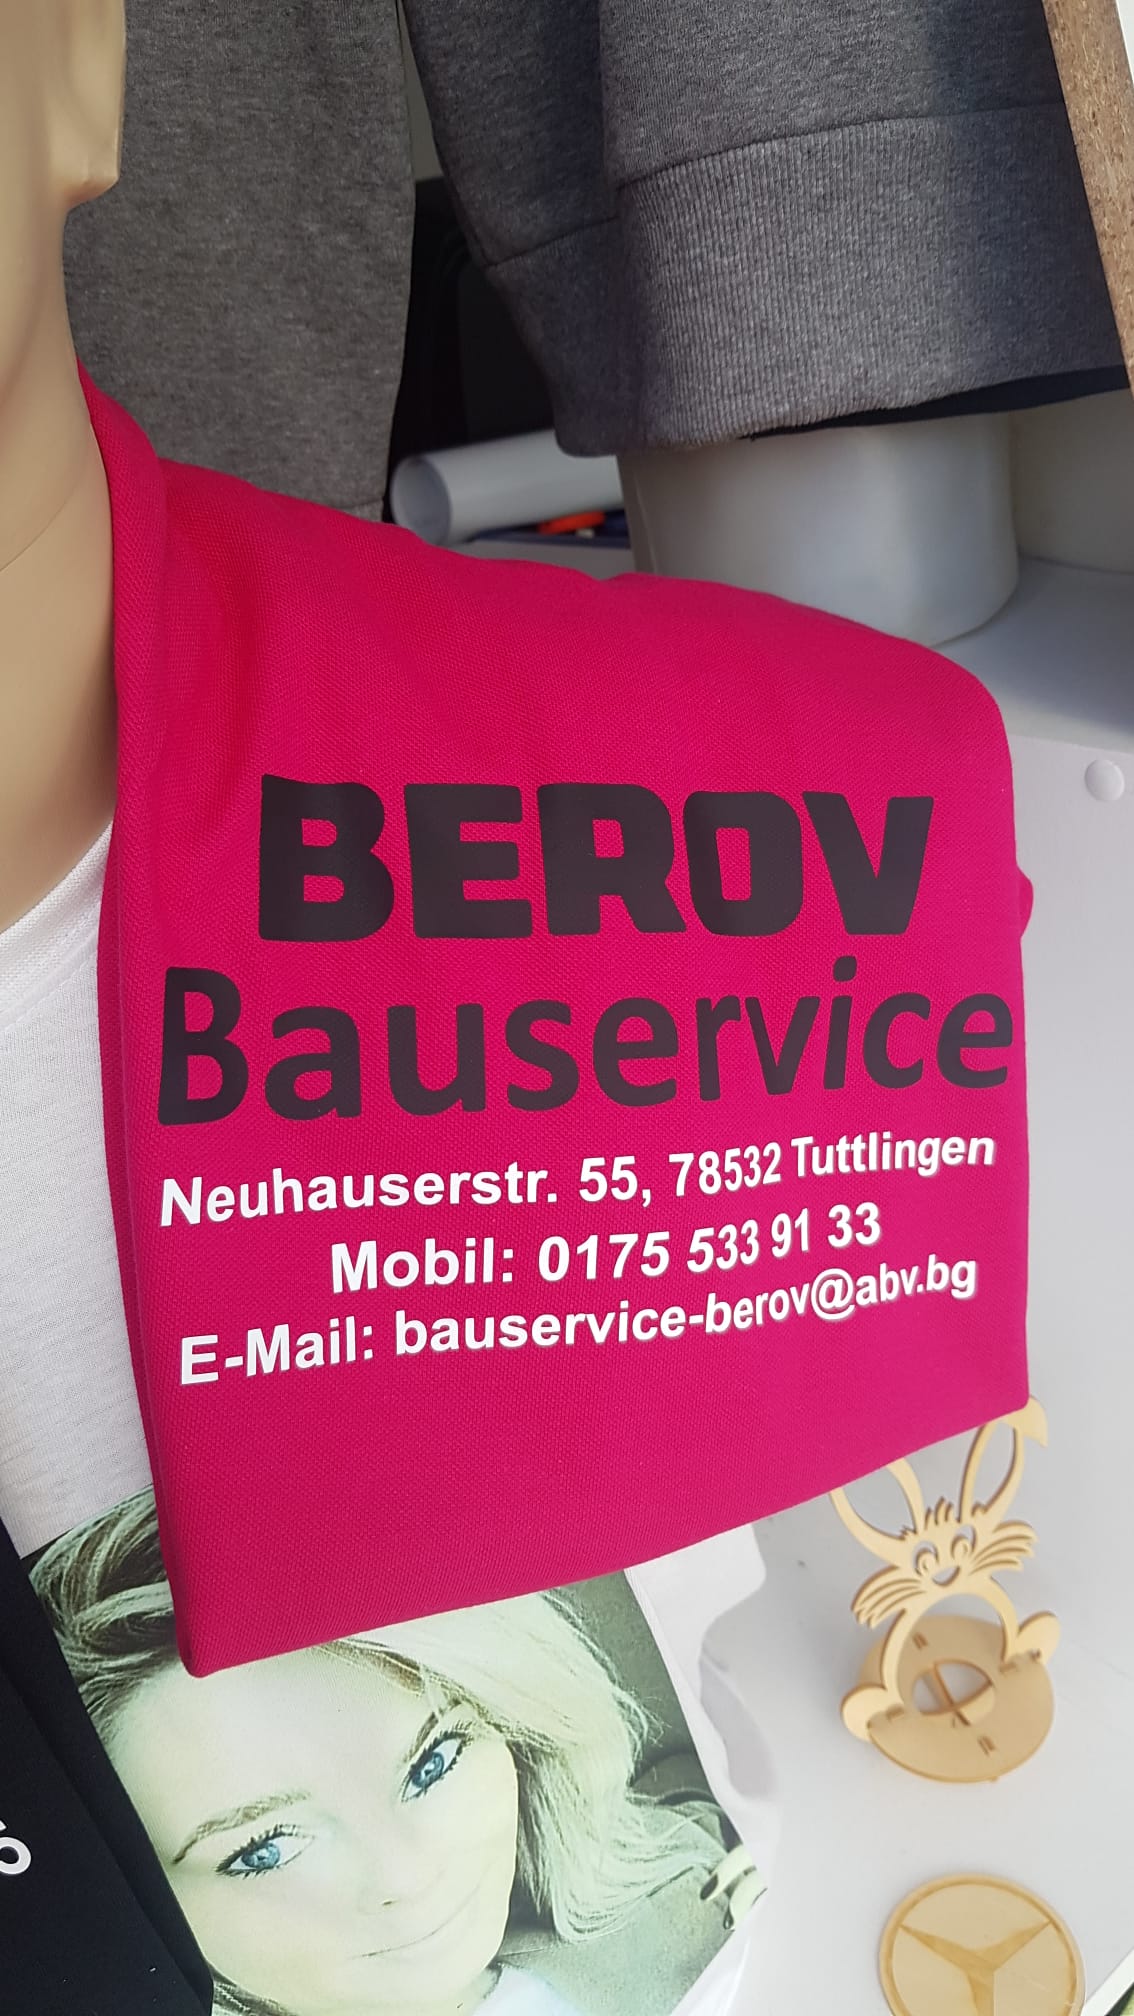 BEROV
Bauservice
Neuhauserstr. 55, 78532 Tuttlingen
Mobil: 0175 533 91 33
E-Mail: bauservice-berov@abv.bg